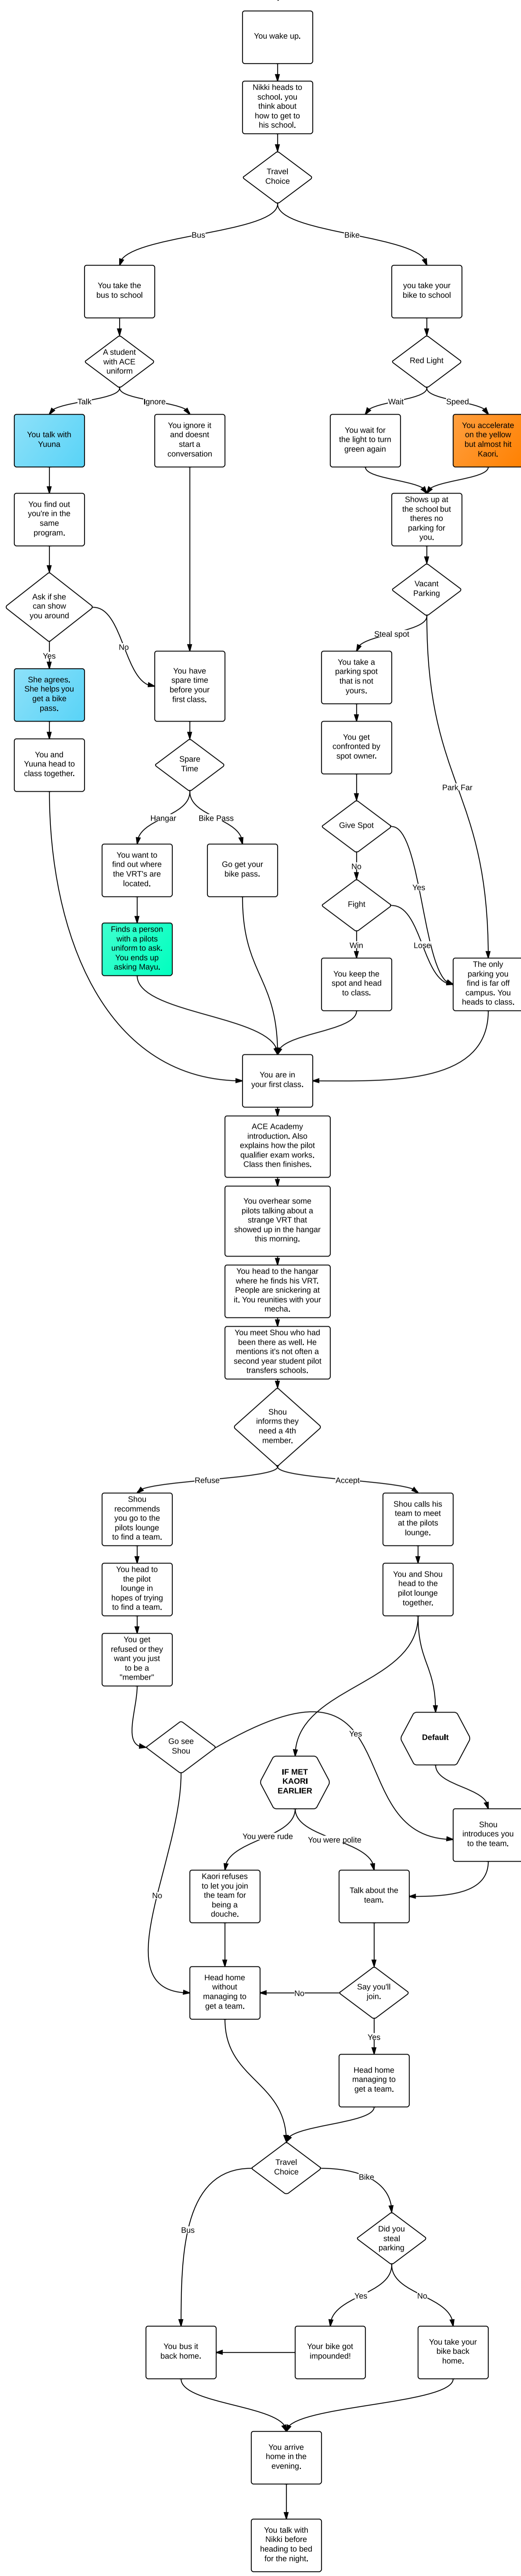 You wake up.
Nikki heads to
school, you
think about
how to get to
his school.
Travel
Choice
Bus
Bike
You take the
bus to school
you take your
bike to school
A student
with ACE
uniform
Red Light
Talk
Ignore
Wait
Speed
You talk with
Yuuna
You ignore it
and doesnt
start a
conversation
You wait for
the light to turn
green again
You accelerate
on the yellow
but almost hit
Kaori.
You find out
you're in the
same
program.
Shows up at
the school but
theres no
parking for
you.
Ask if she
can show
you around
No
Yes
Vacant
Parking
Steal spot
Park Far
She agrees.
She helps you
get a bike
pass.
You have
spare time
before your
first class.
You take a
parking spot
that is not
yours.
You and
Yuuna head to
class together.
Spare
Time
You get
confronted by
spot owner.
Hangar
Bike Pass
Give Spot
No
Yes
You want to
find out where
the VRT's are
located.
Go get your
bike pass.
Fight
Win
Lose
Finds a person
with a pilots
uniform to ask.
You ends up
asking Mayu.
You keep the
spot and head
to class.
The only
parking you
find is far off
campus. You
heads to class.
You are in
your first class.
ACE Academy
introduction. Also
explains how the pilot
qualifier exam works.
Class then finishes.
You overhear some
pilots talking about a
strange VRT that
showed up in the hangar
this morning.
You head to the hangar
where he finds his VRT.
People are snickering at
it. You reunities with your
mecha.
You meet Shou who had
been there as well. He
mentions it's not often a
second year student pilot
transfers schools.
Shou
informs they
need a 4th
member.
Refuse
Accept
Shou
recommends
you go to the
pilots lounge
to find a team.
Shou calls his
team to meet
at the pilots
lounge.
You head to
the pilot
lounge in
hopes of trying
to find a team.
You and Shou
head to the
pilot lounge
together.
You get
refused or they
want you just
to be a
"member"
Go see
Shou
Yes
No
Default
IF MET
KAORI
EARLIER
Shou
introduces you
to the team.
You were rude
You were polite
Kaori refuses
to let you join
the team for
being a
douche.
Talk about the
team.
Head home
without
managing to
get a team.
No
Say you'll
join.
Yes
Head home
managing to
get a team.
Travel
Choice
Bus
Bike
Did you
steal
parking
Yes
No
You bus it
back home.
Your bike got
impounded!
You take your
bike back
home.
You arrive
home in the
evening.
You talk with
Nikki before
heading to bed
for the night.